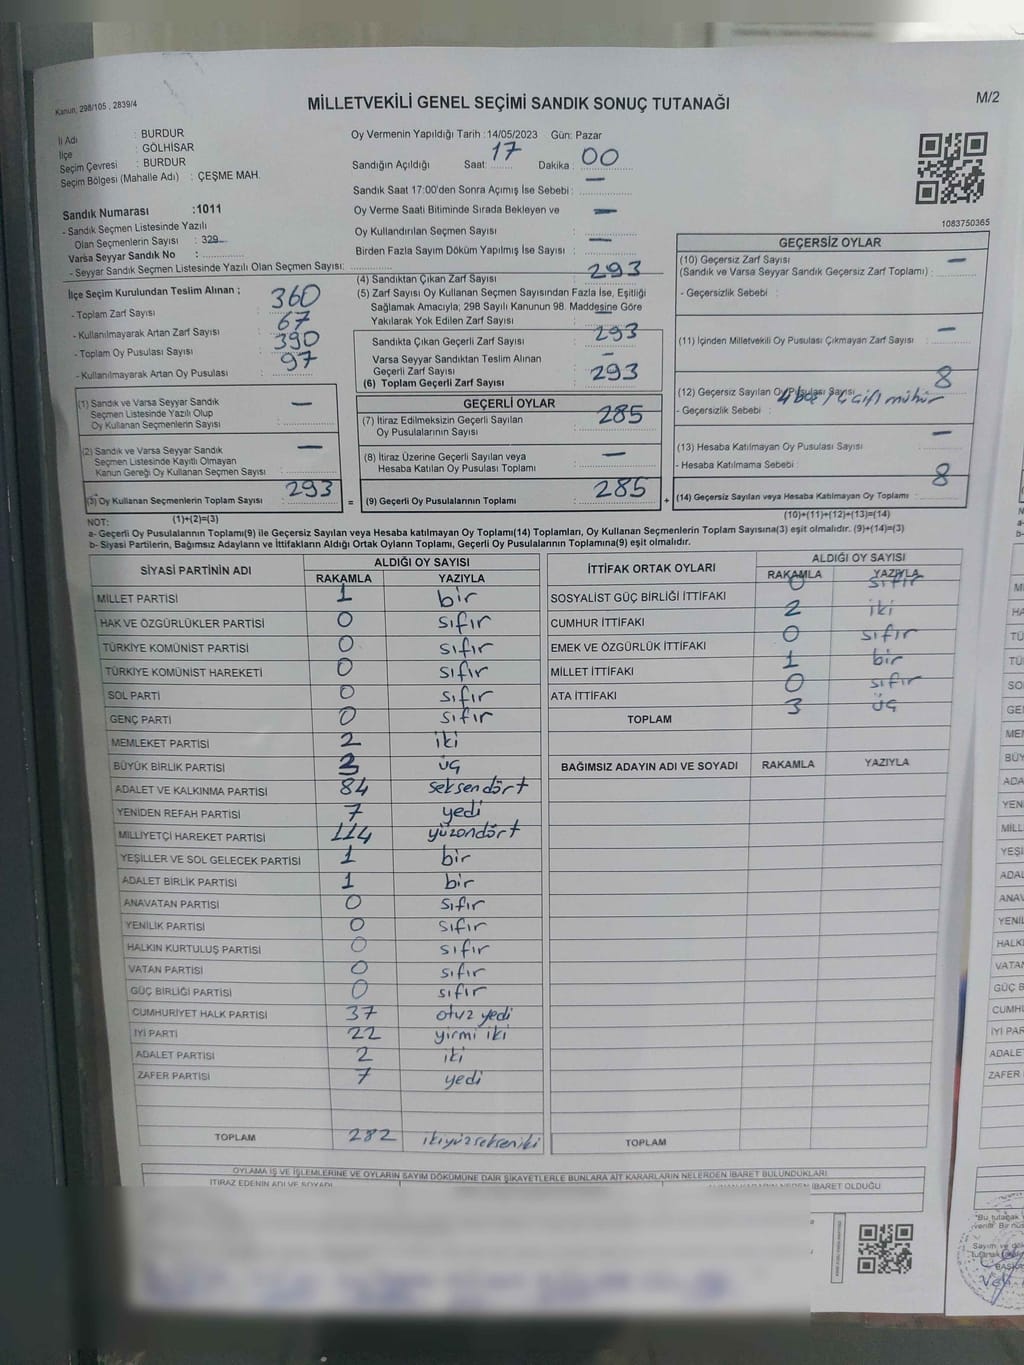 Kanun, 298/105 , 2839/4
MİLLETVEKİLİ GENEL SEÇİMİ SANDIK SONUÇ TUTANAĞI
M/2
İl Adı : BURDUR
İlçe : GÖLHİSAR
Seçim Çevresi : BURDUR
Seçim Bölgesi (Mahalle Adı) : ÇEŞME MAH.
Sandık Numarası :1011
- Sandık Seçmen Listesinde Yazılı
Olan Seçmenlerin Sayısı : 329
Varsa Seyyar Sandık No :
- Seyyar Sandık Seçmen Listesinde Yazılı Olan Seçmen Sayısı:
Oy Vermenin Yapıldığı Tarih :14/05/2023 Gün: Pazar
Sandığın Açıldığı Saat: 17 Dakika : 00
Sandık Saat 17:00'den Sonra Açımış İse Sebebi : —
Oy Verme Saati Bitiminde Sırada Bekleyen ve
Oy Kullandırılan Seçmen Sayısı : —
Birden Fazla Sayım Döküm Yapılmış İse Sayısı : —
1083750365
İlçe Seçim Kurulundan Teslim Alınan ;
- Toplam Zarf Sayısı : 360
- Kullanılmayarak Artan Zarf Sayısı : 67
- Toplam Oy Pusulası Sayısı : 390
- Kullanılmayarak Artan Oy Pusulası : 97
(4) Sandıktan Çıkan Zarf Sayısı : 293
(5) Zarf Sayısı Oy Kullanan Seçmen Sayısından Fazla İse, Eşitliği
Sağlamak Amacıyla; 298 Sayılı Kanunun 98. Maddesine Göre
Yakılarak Yok Edilen Zarf Sayısı : —
Sandıkta Çıkan Geçerli Zarf Sayısı : 293
Varsa Seyyar Sandıktan Teslim Alınan
Geçerli Zarf Sayısı : —
(6) Toplam Geçerli Zarf Sayısı : 293
GEÇERSİZ OYLAR
(10) Geçersiz Zarf Sayısı
(Sandık ve Varsa Seyyar Sandık Geçersiz Zarf Toplamı) : —
- Geçersizlik Sebebi :
(11) İçinden Milletvekili Oy Pusulası Çıkmayan Zarf Sayısı : —
(12) Geçersiz Sayılan Oy Pusulası Sayısı 8
- Geçersizlik Sebebi : çift mühür
(13) Hesaba Katılmayan Oy Pusulası Sayısı : —
- Hesaba Katılmama Sebebi :
(14) Geçersiz Sayılan veya Hesaba Katılmayan Oy Toplamı : 8
(10)+(11)+(12)+(13)=(14)
(1) Sandık ve Varsa Seyyar Sandık
Seçmen Listesinde Yazılı Olup
Oy Kullanan Seçmenlerin Sayısı : —
(2) Sandık ve Varsa Seyyar Sandık
Seçmen Listesinde Kayıtlı Olmayan
Kanun Gereği Oy Kullanan Seçmen Sayısı : —
(3) Oy Kullanan Seçmenlerin Toplam Sayısı : 293
(1)+(2)=(3)
GEÇERLİ OYLAR
(7) İtiraz Edilmeksizin Geçerli Sayılan
Oy Pusulalarının Sayısı : 285
(8) İtiraz Üzerine Geçerli Sayılan veya
Hesaba Katılan Oy Pusulası Toplamı : —
= (9) Geçerli Oy Pusulalarının Toplamı : 285 +
NOT:
a- Geçerli Oy Pusulalarının Toplamı(9) ile Geçersiz Sayılan veya Hesaba katılmayan Oy Toplamı(14) Toplamları, Oy Kullanan Seçmenlerin Toplam Sayısına(3) eşit olmalıdır. (9)+(14)=(3)
b- Siyasi Partilerin, Bağımsız Adayların ve İttifakların Aldığı Ortak Oyların Toplamı, Geçerli Oy Pusulalarının Toplamına(9) eşit olmalıdır.
SİYASİ PARTİNİN ADI ALDIĞI OY SAYISI
RAKAMLA YAZIYLA
MİLLET PARTİSİ 1 bir
HAK VE ÖZGÜRLÜKLER PARTİSİ 0 sıfır
TÜRKİYE KOMÜNİST PARTİSİ 0 sıfır
TÜRKİYE KOMÜNİST HAREKETİ 0 sıfır
SOL PARTİ 0 sıfır
GENÇ PARTİ 0 sıfır
MEMLEKET PARTİSİ 2 iki
BÜYÜK BİRLİK PARTİSİ 3 üç
ADALET VE KALKINMA PARTİSİ 84 seksendört
YENİDEN REFAH PARTİSİ 7 yedi
MİLLİYETÇİ HAREKET PARTİSİ 114 yüzondört
YEŞİLLER VE SOL GELECEK PARTİSİ 1 bir
ADALET BİRLİK PARTİSİ 1 bir
ANAVATAN PARTİSİ 0 sıfır
YENİLİK PARTİSİ 0 sıfır
HALKIN KURTULUŞ PARTİSİ 0 sıfır
VATAN PARTİSİ 0 sıfır
GÜÇ BİRLİĞİ PARTİSİ 0 sıfır
CUMHURİYET HALK PARTİSİ 37 otuz yedi
İYİ PARTİ 22 yirmi iki
ADALET PARTİSİ 2 iki
ZAFER PARTİSİ 7 yedi
TOPLAM 282 ikiyüzsekseniki
İTTİFAK ORTAK OYLARI ALDIĞI OY SAYISI
RAKAMLA YAZIYLA
SOSYALİST GÜÇ BİRLİĞİ İTTİFAKI 0 sıfır
CUMHUR İTTİFAKI 2 iki
EMEK VE ÖZGÜRLÜK İTTİFAKI 0 sıfır
MİLLET İTTİFAKI 1 bir
ATA İTTİFAKI 0 sıfır
TOPLAM 3 üç
BAĞIMSIZ ADAYIN ADI VE SOYADI RAKAMLA YAZIYLA
TOPLAM
OYLAMA İŞ VE İŞLEMLERİNE VE OYLARIN SAYIM DÖKÜMÜNE DAİR ŞİKAYETLERLE BUNLARA AİT KARARLARIN NELERDEN İBARET BULUNDUKLARI
İTİRAZ EDENİN ADI VE SOYADI
İBARET OLDUĞU